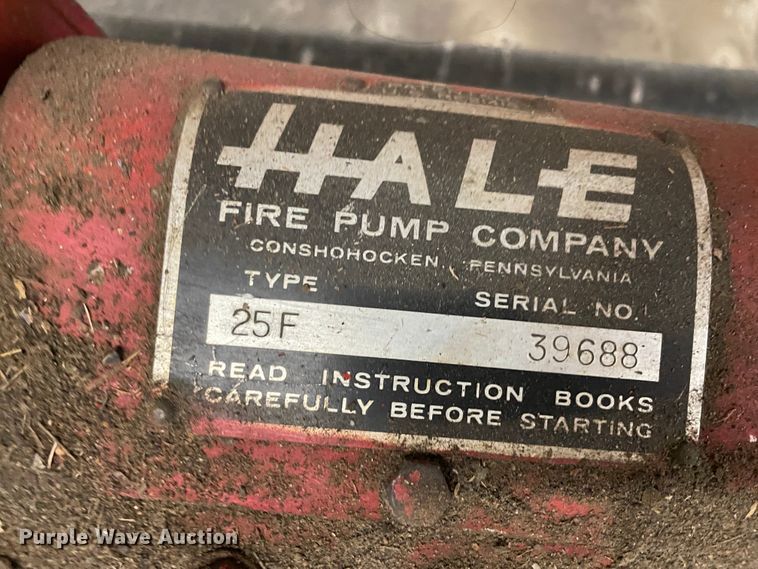 HALE
FIRE PUMP COMPANY
CONSHOHOCKEN, PENNSYLVANIA
TYPE SERIAL NO.
25F 39688
READ INSTRUCTION BOOKS
CAREFULLY BEFORE STARTING
Purple Wave Auction